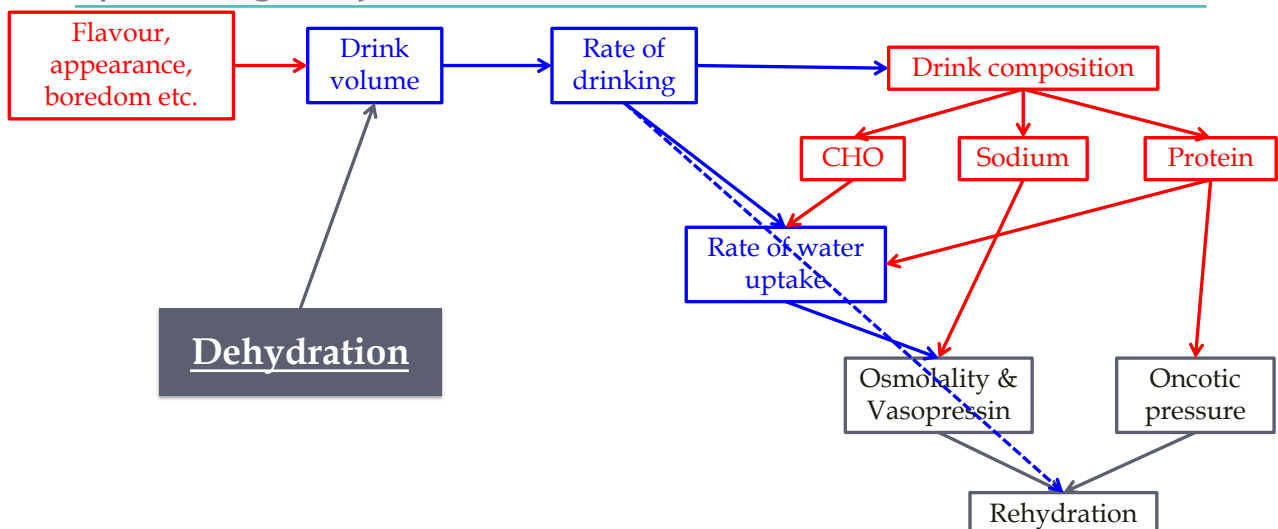 Flavour,
appearance,
boredom etc.
Drink
volume
Rate of
drinking
Drink composition
CHO
Sodium
Protein
Rate of water
uptake
Dehydration
Osmolality &
Vasopressin
Oncotic
pressure
Rehydration